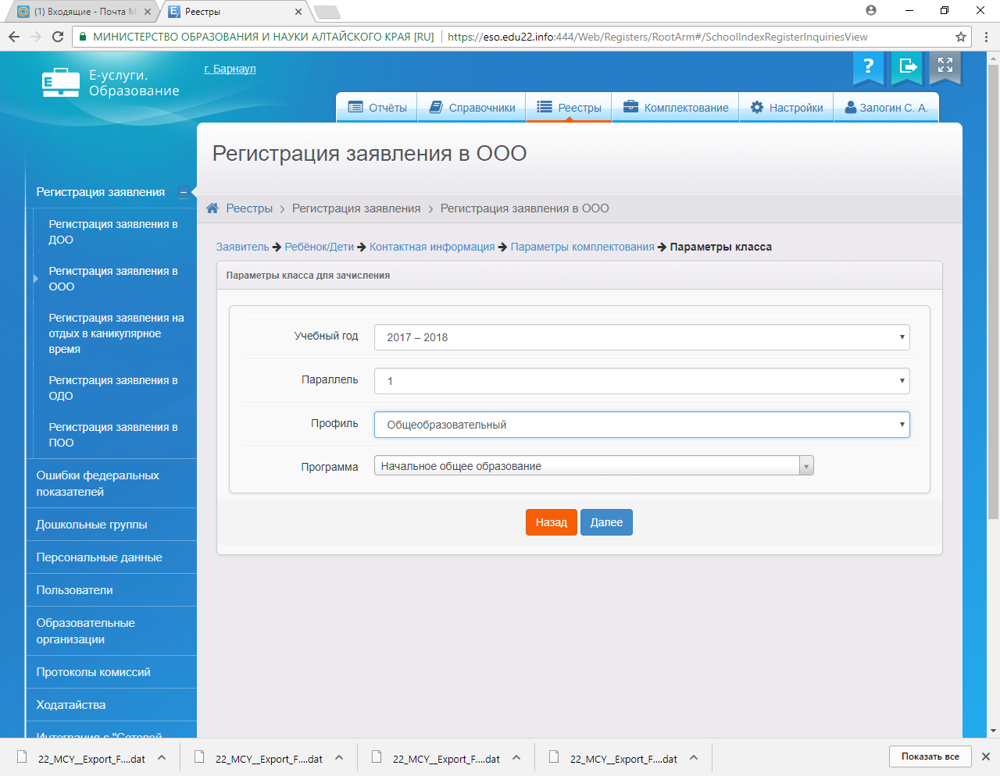 (1) Входящие - Почта M
Реестры
МИНИСТЕРСТВО ОБРАЗОВАНИЯ И НАУКИ АЛТАЙСКОГО КРАЯ [RU]
https://eso.edu22.info:444/Web/Registers/RootArm#/SchoolIndexRegisterInquiriesView
Е-услуги.
Образование
г. Барнаул
?
Отчёты
Справочники
Реестры
Комплектование
Настройки
Залогин С. А.
Регистрация заявления в ООО
Реестры > Регистрация заявления > Регистрация заявления в ООО
Регистрация заявления
Регистрация заявления в
ДОО
Регистрация заявления в
ООО
Регистрация заявления на
отдых в каникулярное
время
Регистрация заявления в
ОДО
Регистрация заявления в
ПОО
Ошибки федеральных
показателей
Дошкольные группы
Персональные данные
Пользователи
Образовательные
организации
Протоколы комиссий
Ходатайства
Интеграция с "Сетевой
Заявитель → Ребёнок/Дети → Контактная информация → Параметры комплектования → Параметры класса
Параметры класса для зачисления
Учебный год
2017 – 2018
Параллель
1
Профиль
Общеобразовательный
Программа
Начальное общее образование
Назад
Далее
22_MCY__Export_F....dat
22_MCY__Export_F....dat
22_MCY__Export_F....dat
22_MCY__Export_F....dat
Показать все